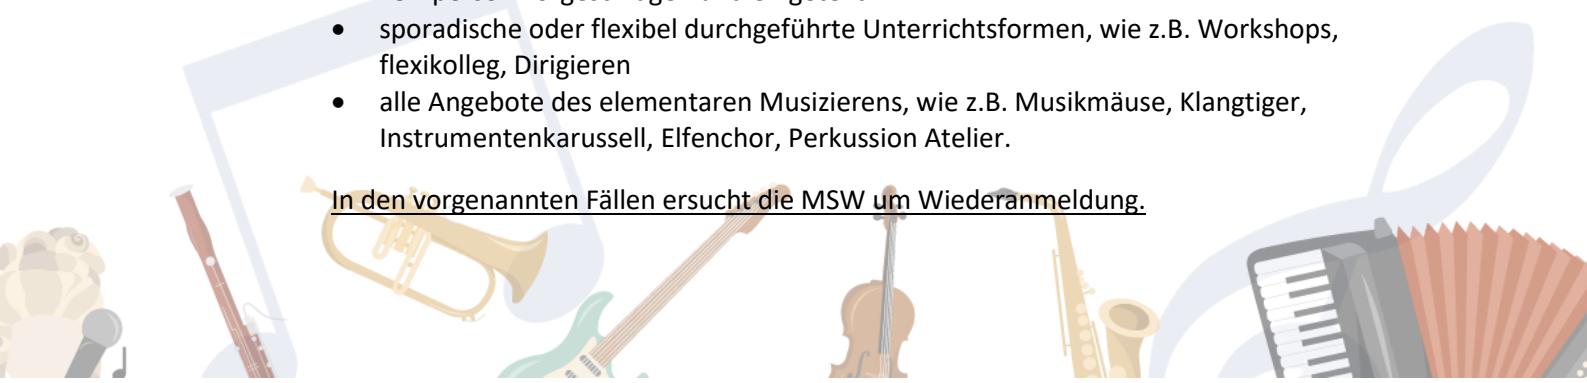 • sporadische oder flexibel durchgeführte Unterrichtsformen, wie z.B. Workshops,
flexikolleg, Dirigieren
• alle Angebote des elementaren Musizierens, wie z.B. Musikmäuse, Klangtiger,
Instrumentenkarussell, Elfenchor, Perkussion Atelier.
In den vorgenannten Fällen ersucht die MSW um Wiederanmeldung.